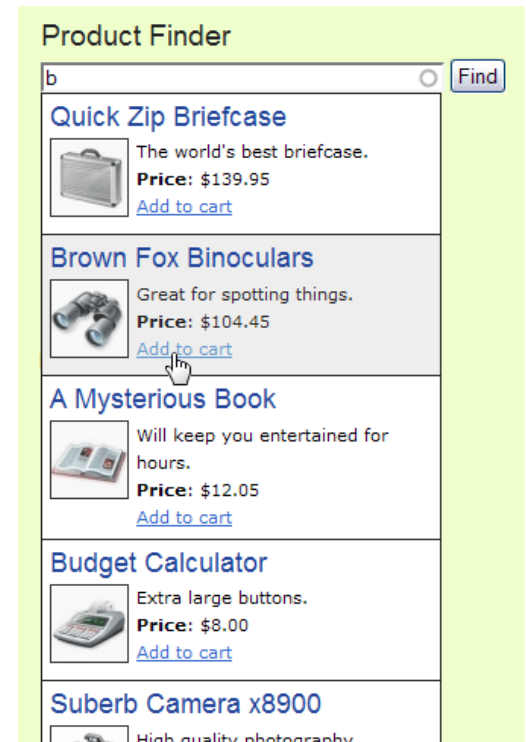 Product Finder
b
Find
Quick Zip Briefcase
The world's best briefcase.
Price: $139.95
Add to cart
Brown Fox Binoculars
Great for spotting things.
Price: $104.45
Add to cart
A Mysterious Book
Will keep you entertained for
hours.
Price: $12.05
Add to cart
Budget Calculator
Extra large buttons.
Price: $8.00
Add to cart
Suberb Camera x8900
High quality photography